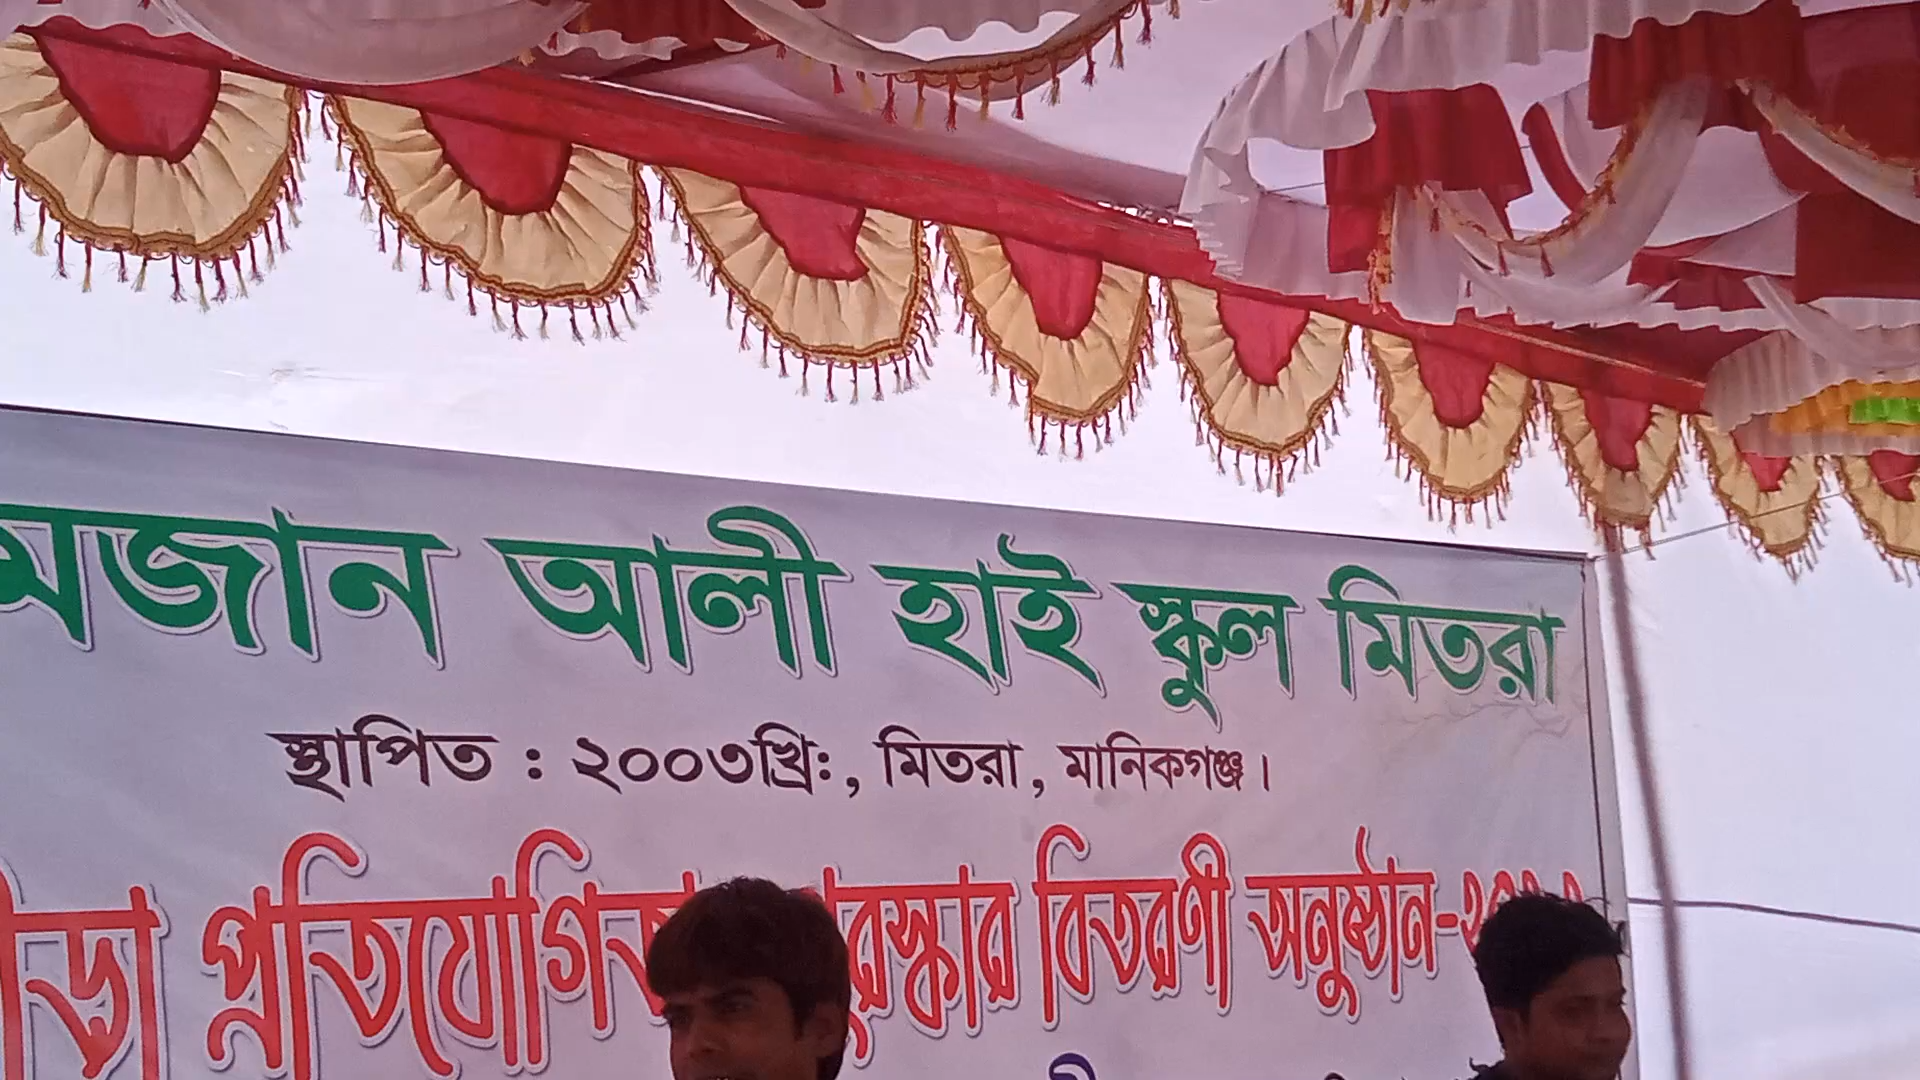 মজান আলী হাই স্কুল মিতরা
স্থাপিত : ২০০৩খ্রিঃ, মিতরা, মানিকগঞ্জ।
প্রতিযোগিতা পুরস্কার বিতরণী অনুষ্ঠান-